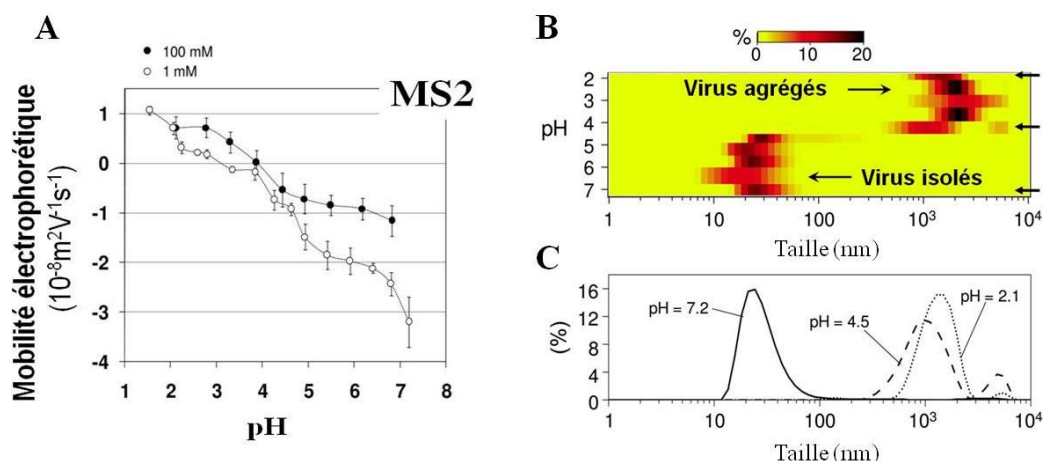 A
100 mM
1 mM
MS2
Mobilité électrophorétique
(10⁻⁸m²V⁻¹s⁻¹)
1
0
-1
-2
-3
-4
1 2 3 4 5 6 7 8
pH
B
%
0 10 20
pH
2
3
4
5
6
7
Virus agrégés
Virus isolés
1 10 100 10³ 10⁴
Taille (nm)
C
(%)
16
12
8
4
0
pH = 7.2
pH = 4.5
pH = 2.1
1 10 100 10³ 10⁴
Taille (nm)